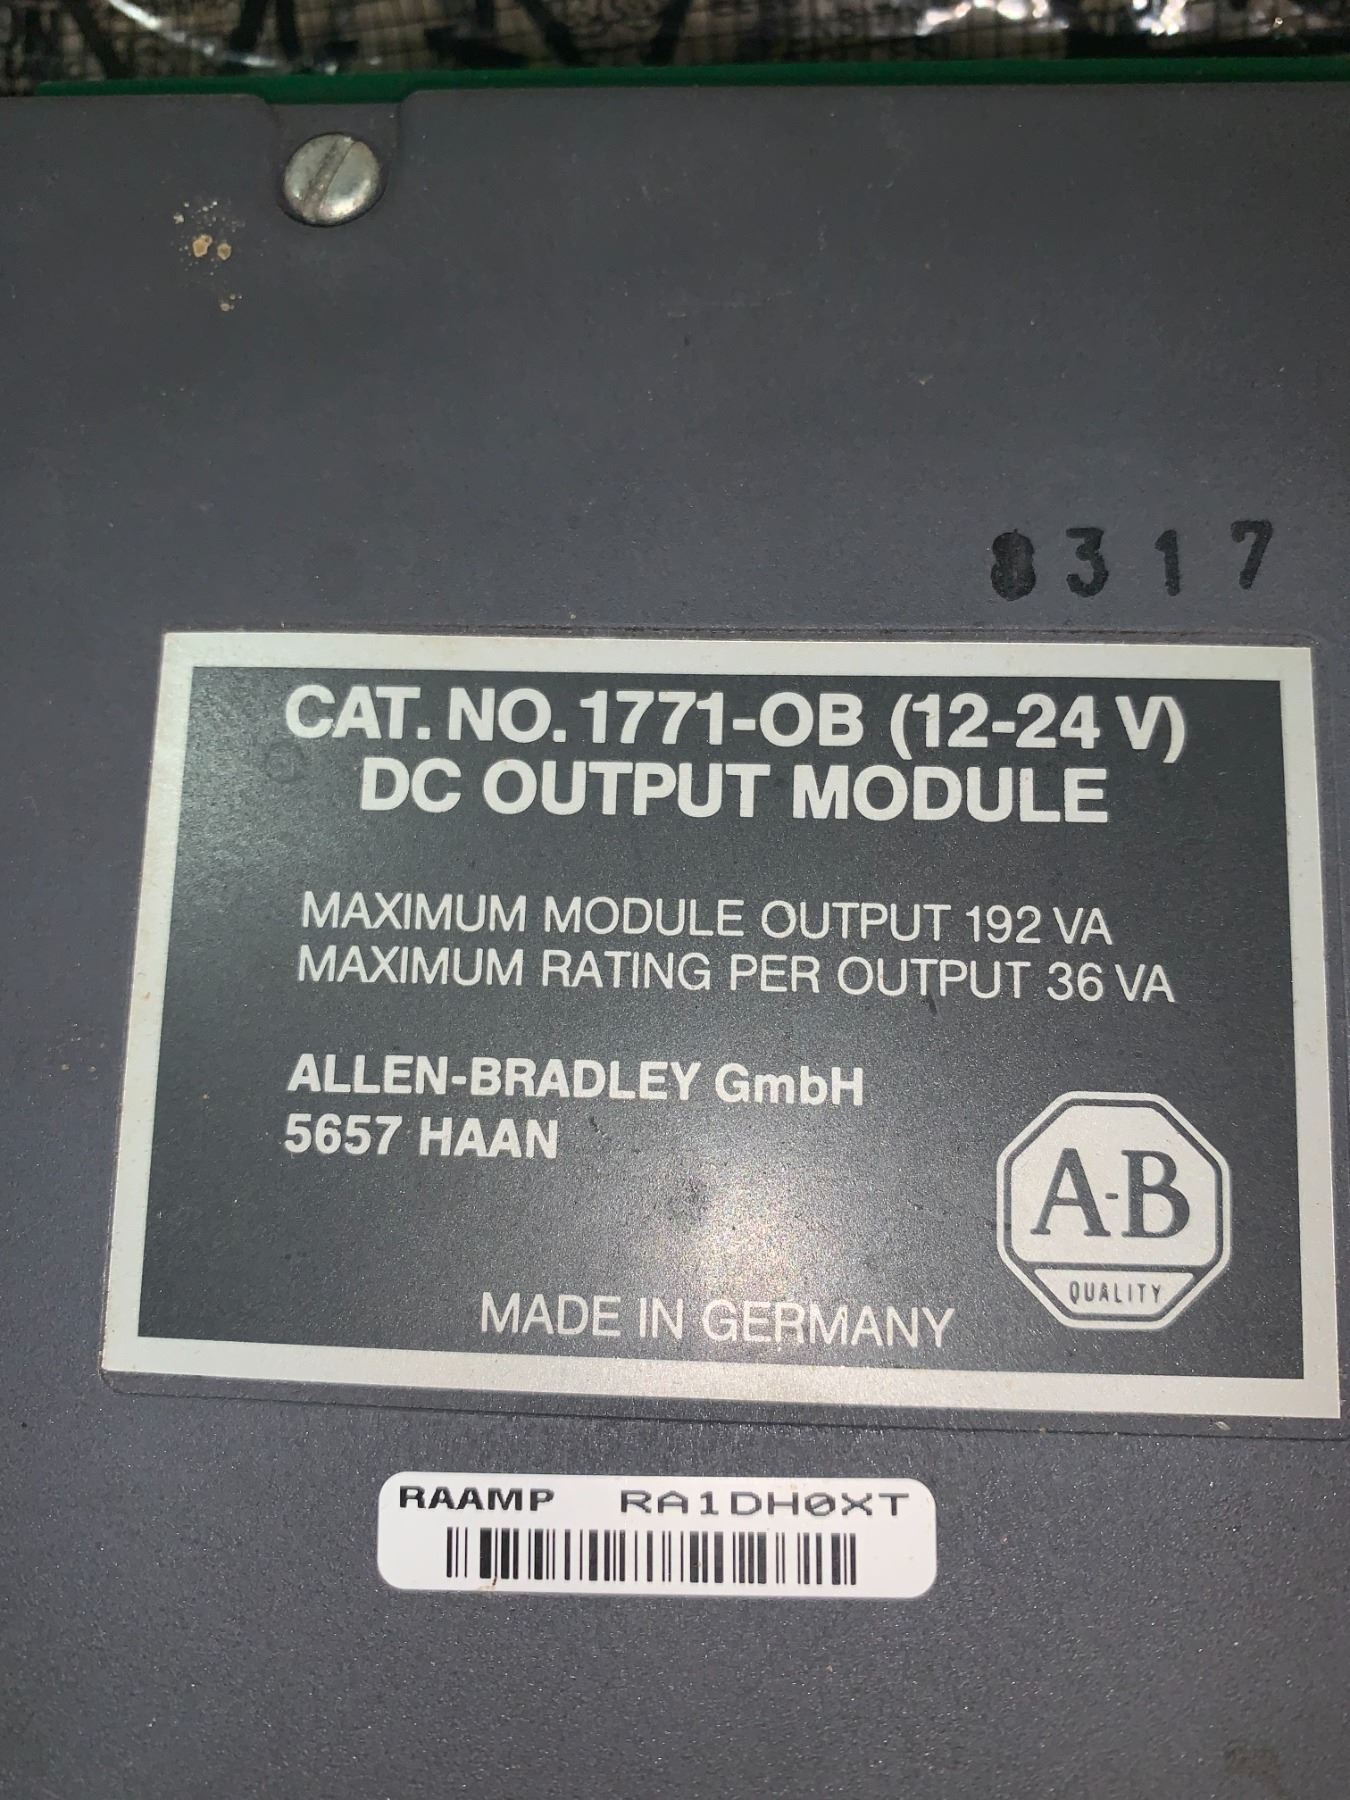 8317
CAT. NO. 1771-OB (12-24 V)
DC OUTPUT MODULE
MAXIMUM MODULE OUTPUT 192 VA
MAXIMUM RATING PER OUTPUT 36 VA
ALLEN-BRADLEY GmbH
5657 HAAN
A-B
QUALITY
MADE IN GERMANY
RAAMP RA1DH0XT